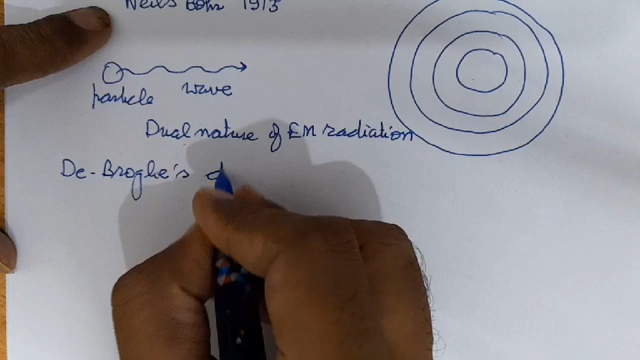 Neils Bohr 1913
particle wave
Dual nature of EM radiation
De-Broglie's